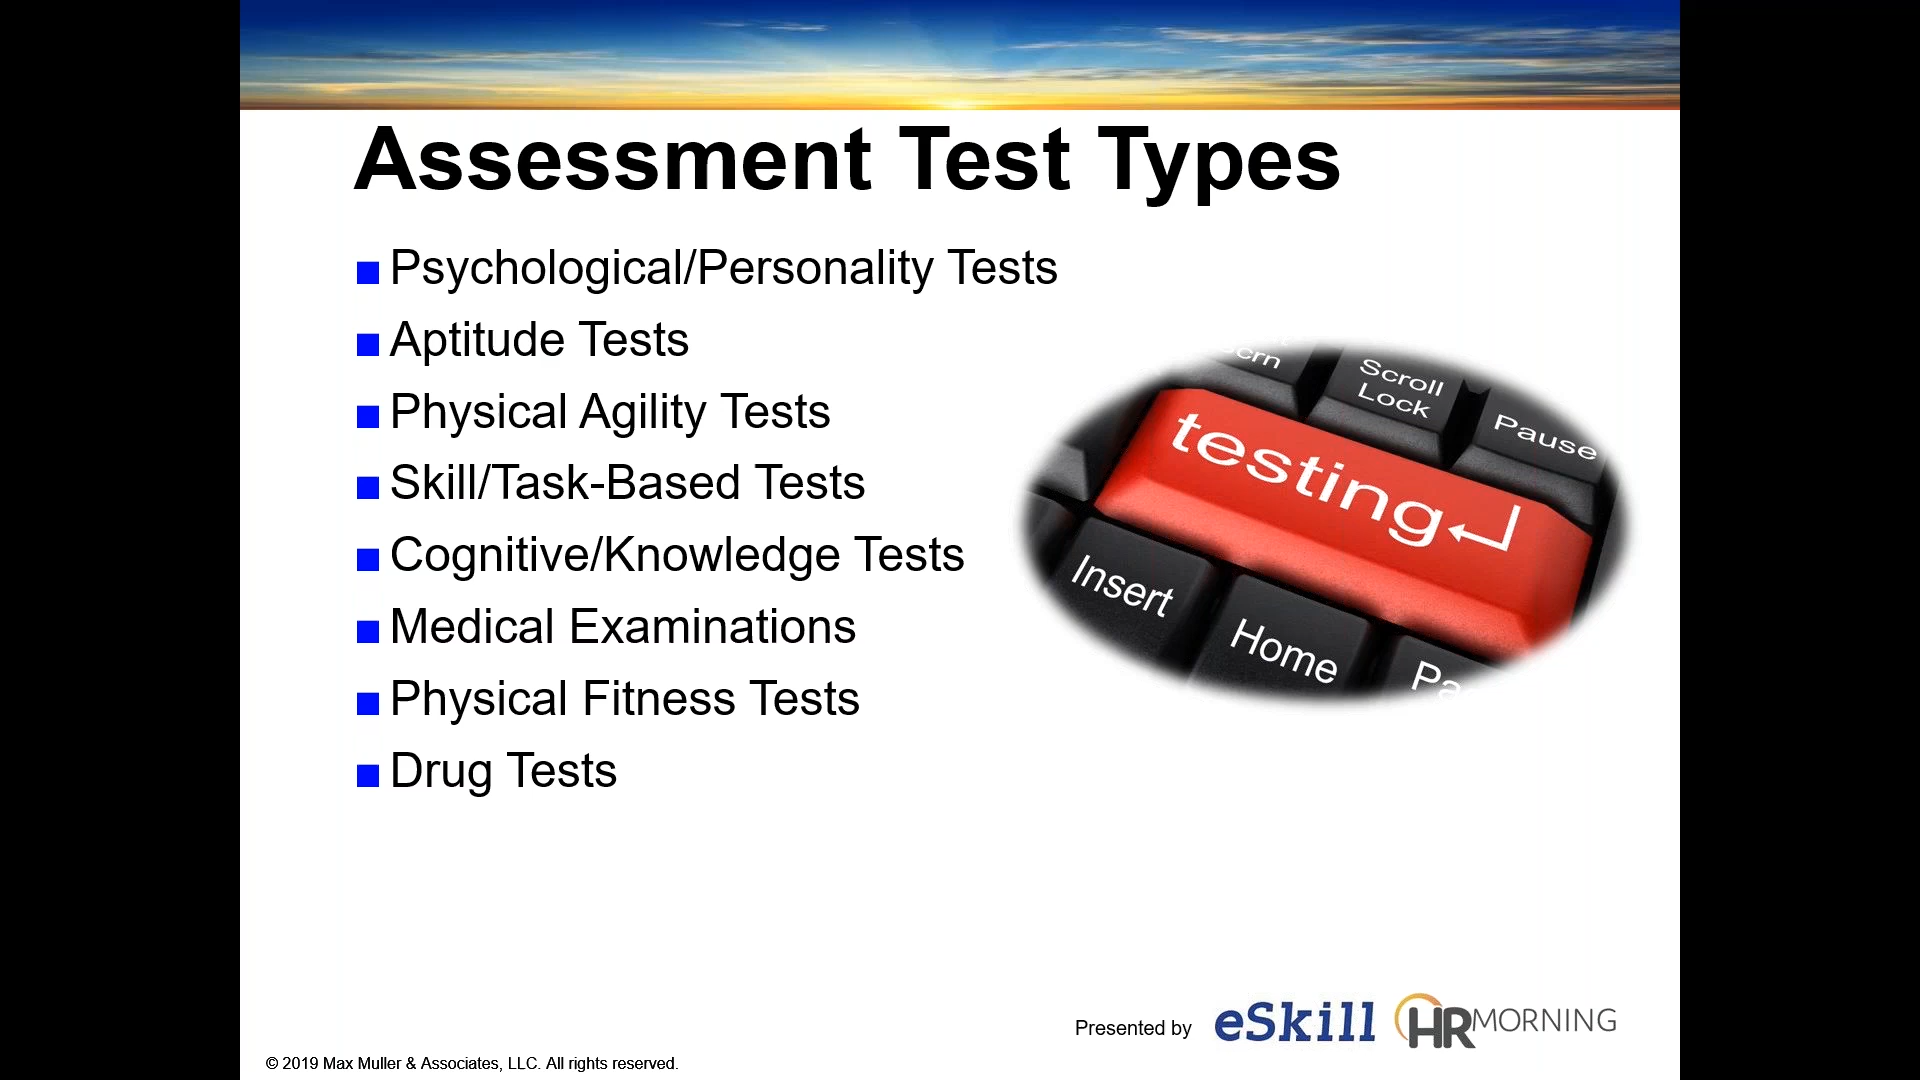 Assessment Test Types
Psychological/Personality Tests
Aptitude Tests
Physical Agility Tests
Skill/Task-Based Tests
Cognitive/Knowledge Tests
Medical Examinations
Physical Fitness Tests
Drug Tests
Scroll
Lock
Pause
testing
Insert
Home
Presented by eSkill HRMORNING
© 2019 Max Muller & Associates, LLC. All rights reserved.